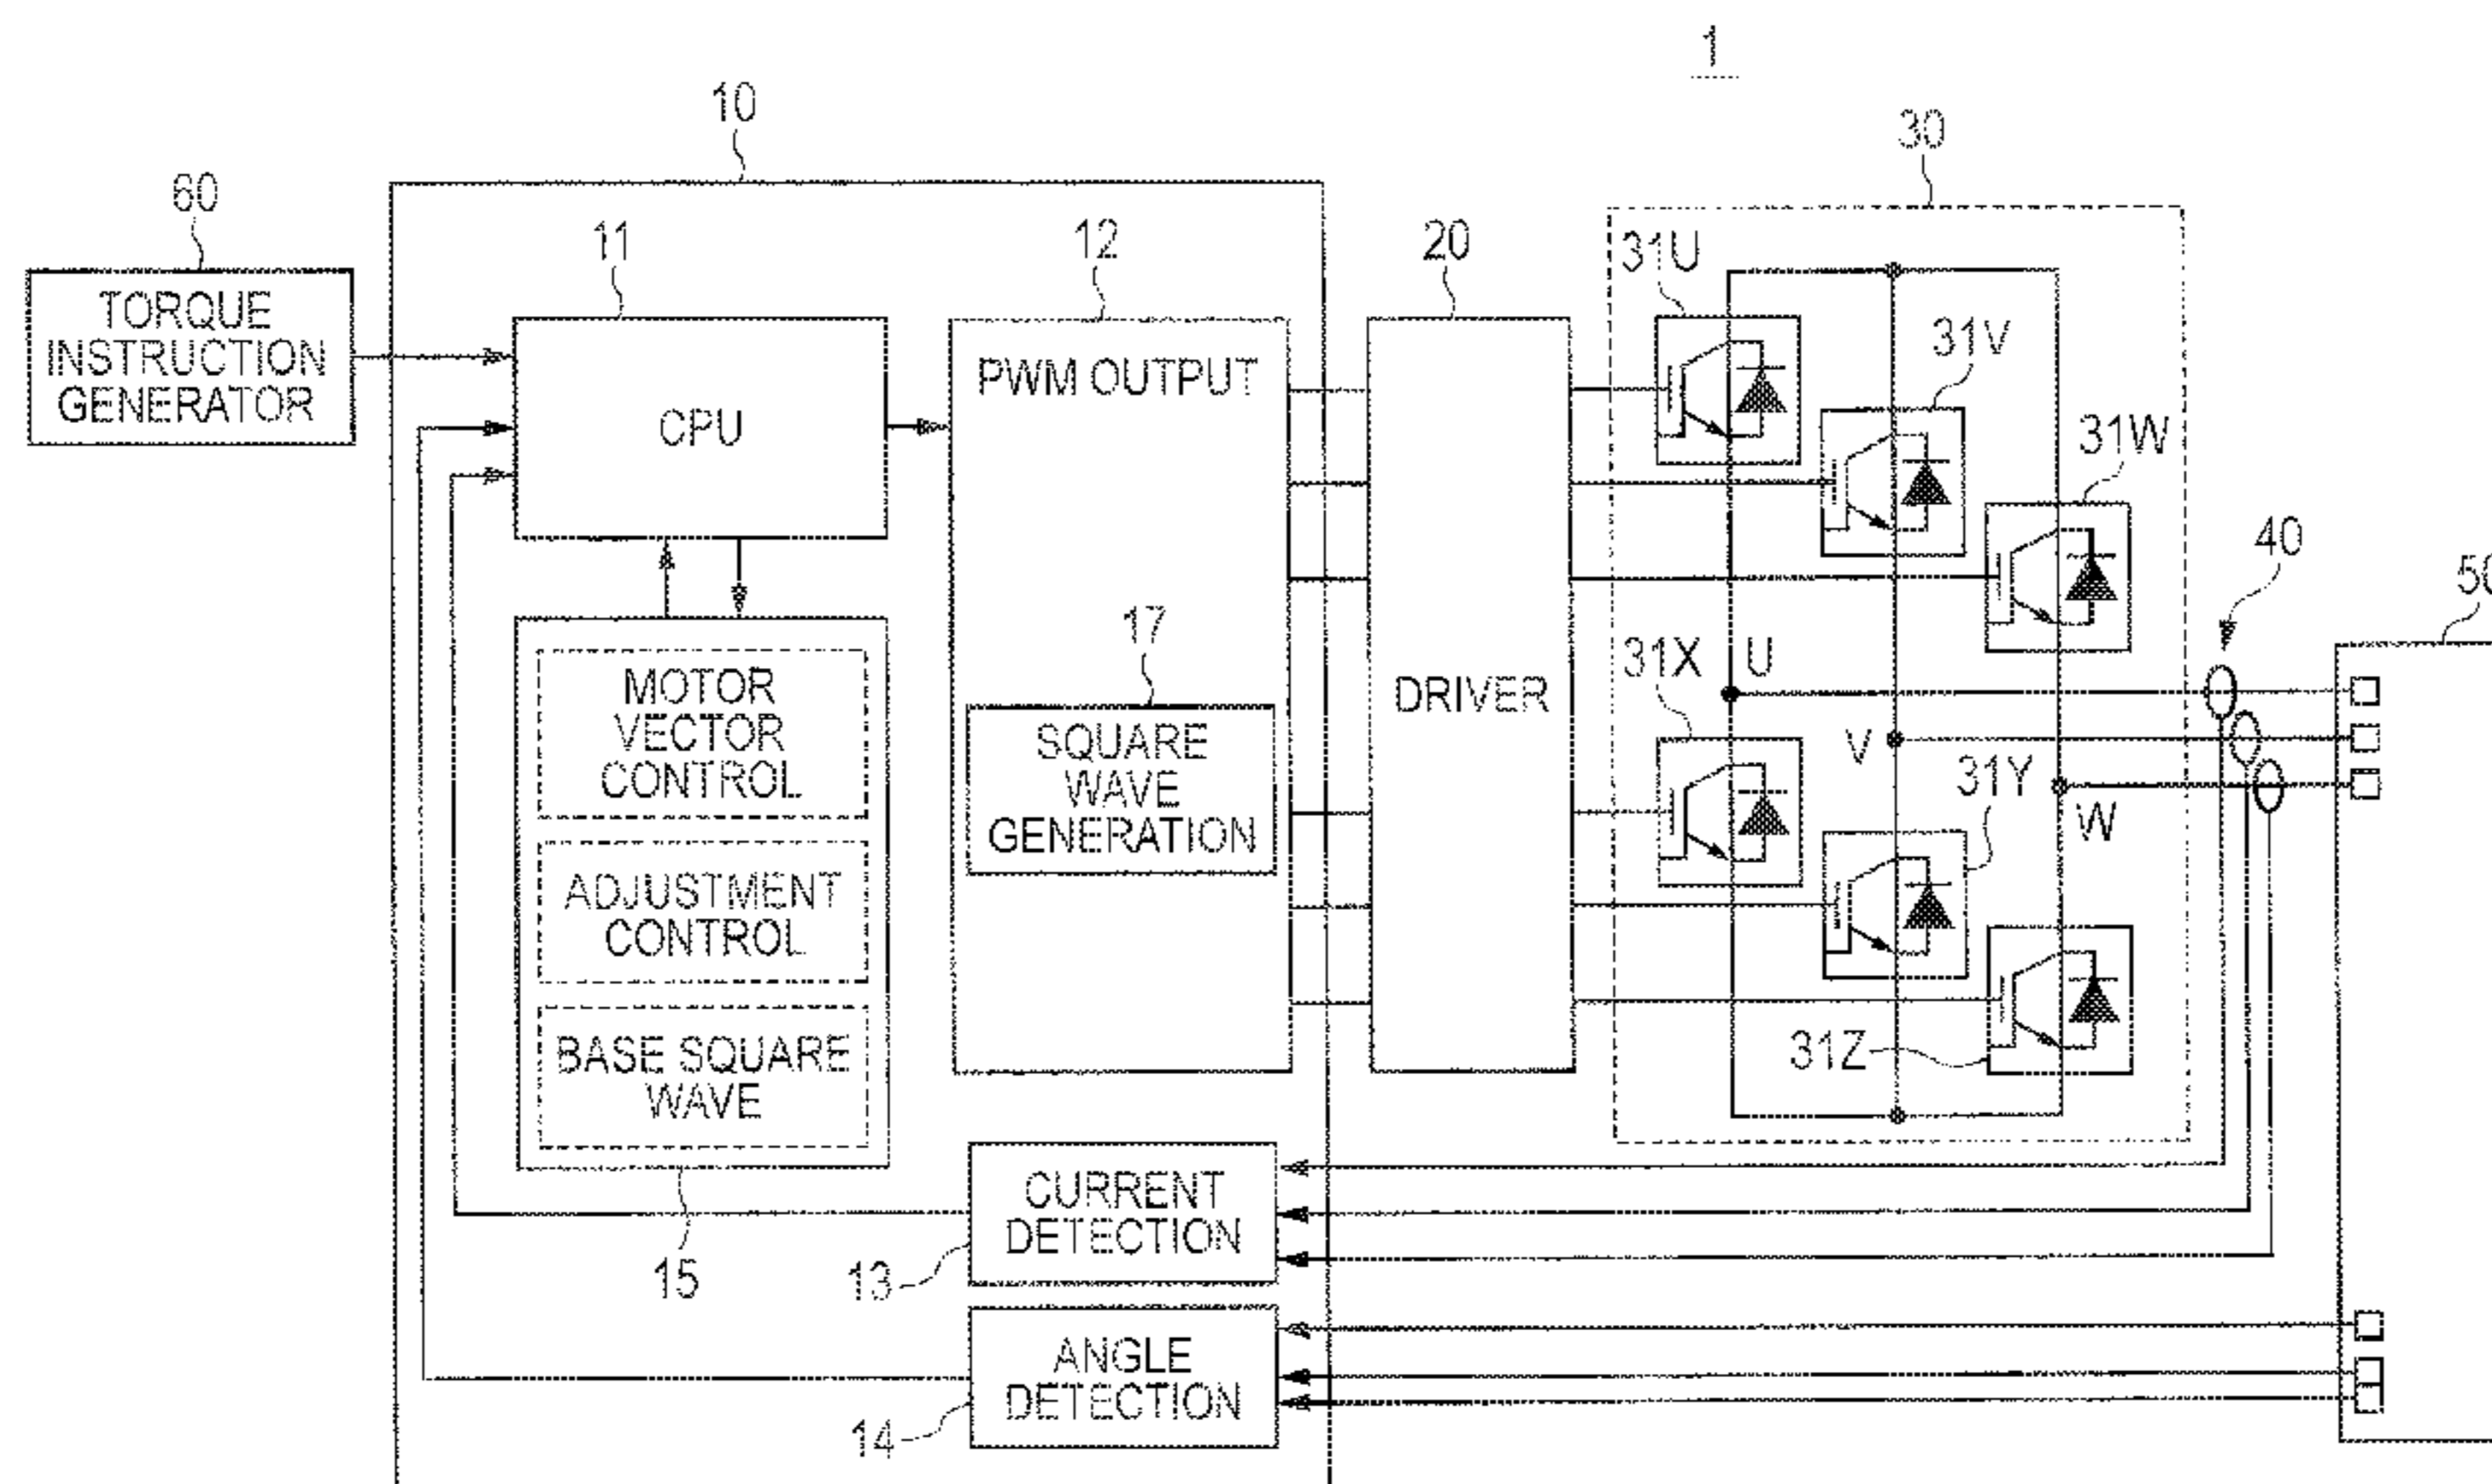 1
10
30
60
11
12
20
31U
TORQUE
INSTRUCTION
GENERATOR
31V
PWM OUTPUT
CPU
31W
40
50
17
31X
U
MOTOR
VECTOR
CONTROL
DRIVER
SQUARE
WAVE
GENERATION
V
31Y
W
ADJUSTMENT
CONTROL
BASE SQUARE
WAVE
31Z
CURRENT
DETECTION
15
13
ANGLE
DETECTION
14